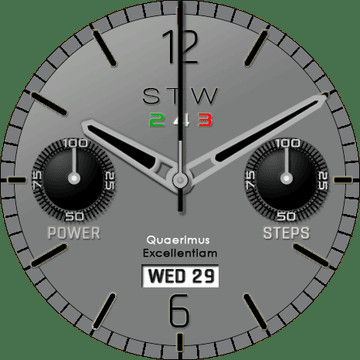 12
STW
243
100 100
75 25 75 25
50 50
POWER STEPS
Quaerimus
Excellentiam
WED 29
6